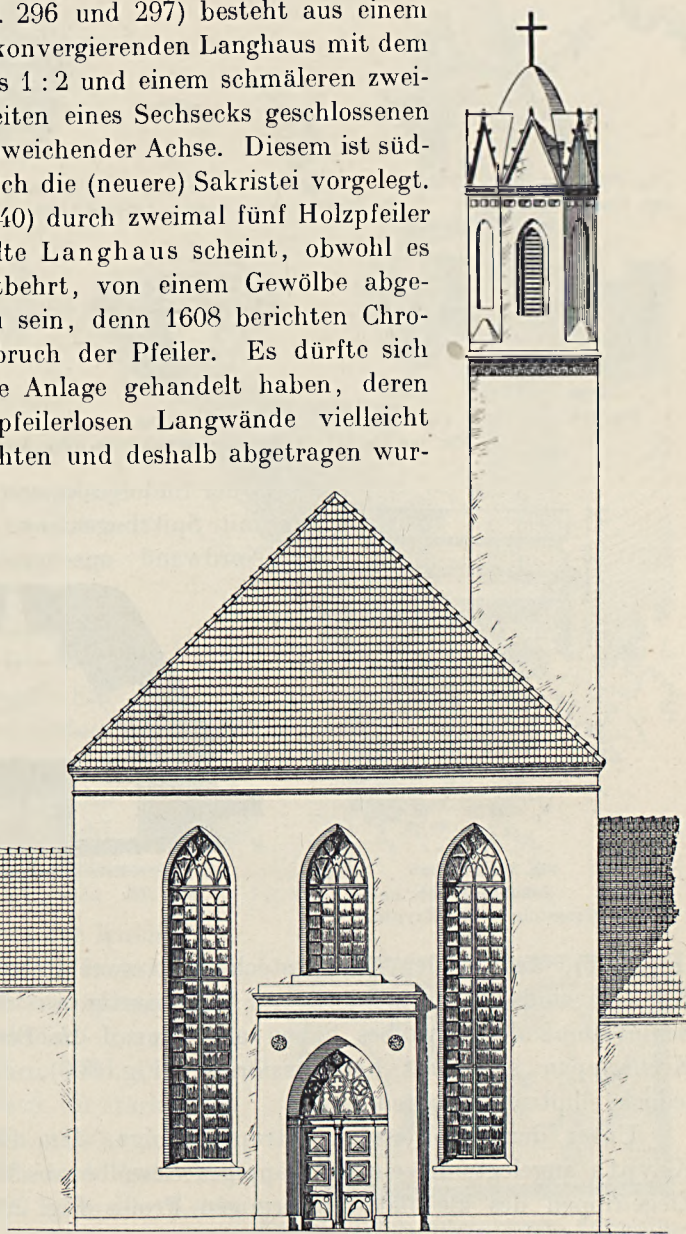 . 296 und 297) besteht aus einem
konvergierenden Langhaus mit dem
s 1 : 2 und einem schmäleren zwei-
eiten eines Sechsecks geschlossenen
weichender Achse. Diesem ist süd-
ch die (neuere) Sakristei vorgelegt.
40) durch zweimal fünf Holzpfeiler
lte Langhaus scheint, obwohl es
tbehrt, von einem Gewölbe abge-
sein, denn 1608 berichten Chro-
bruch der Pfeiler. Es dürfte sich
e Anlage gehandelt haben, deren
pfeilerlosen Langwände vielleicht
hten und deshalb abgetragen wur-